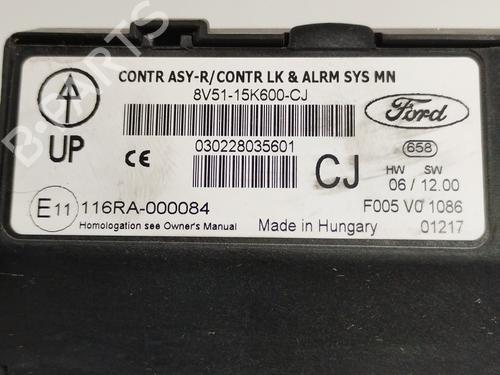 CONTR ASY-R/CONTR LK & ALRM SYS MN
8V51-15K600-CJ
Ford
UP
CE
030228035601
CJ
658
HW SW
06 / 12.00
E11 116RA-000084
F005 V0 1086
Homologation see Owner's Manual
Made in Hungary
01217
B-PARTS